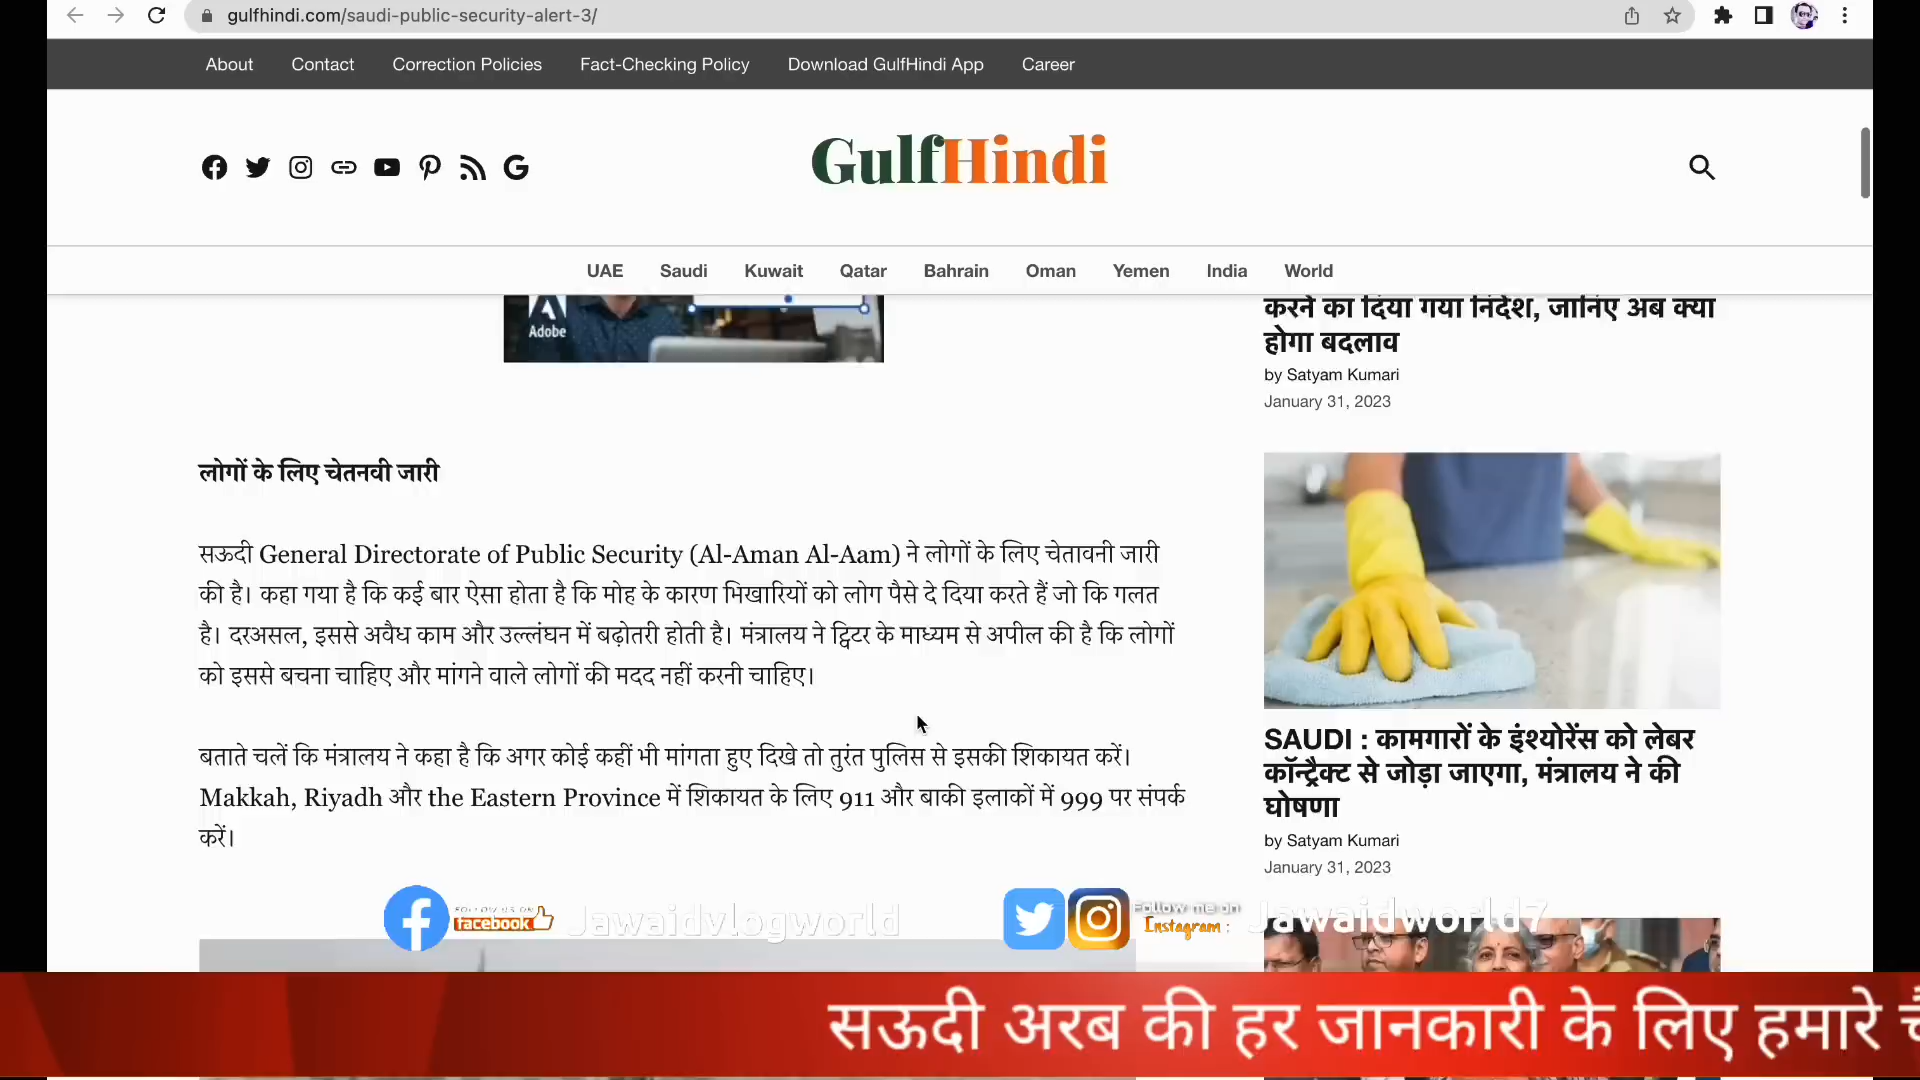 gulfhindi.com/saudi-public-security-alert-3/
About Contact Correction Policies Fact-Checking Policy Download GulfHindi App Career
GulfHindi
UAE Saudi Kuwait Qatar Bahrain Oman Yemen India World
Adobe
लोगों के लिए चेतनवी जारी
सऊदी General Directorate of Public Security (Al-Aman Al-Aam) ने लोगों के लिए चेतावनी जारी
की है। कहा गया है कि कई बार ऐसा होता है कि मोह के कारण भिखारियों को लोग पैसे दे दिया करते हैं जो कि गलत
है। दरअसल, इससे अवैध काम और उल्लंघन में बढ़ोतरी होती है। मंत्रालय ने ट्विटर के माध्यम से अपील की है कि लोगों
को इससे बचना चाहिए और मांगने वाले लोगों की मदद नहीं करनी चाहिए।
बताते चलें कि मंत्रालय ने कहा है कि अगर कोई कहीं भी मांगता हुए दिखे तो तुरंत पुलिस से इसकी शिकायत करें।
Makkah, Riyadh और the Eastern Province में शिकायत के लिए 911 और बाकी इलाकों में 999 पर संपर्क
करें।
करने का दिया गया निर्देश, जानिए अब क्या
होगा बदलाव
by Satyam Kumari
January 31, 2023
SAUDI : कामगारों के इंश्योरेंस को लेबर
कॉन्ट्रैक्ट से जोड़ा जाएगा, मंत्रालय ने की
घोषणा
by Satyam Kumari
January 31, 2023
FOLLOW US ON
facebook
Jawaidvlogworld
Follow me on
Instagram :
Jawaidworld7
सऊदी अरब की हर जानकारी के लिए हमारे